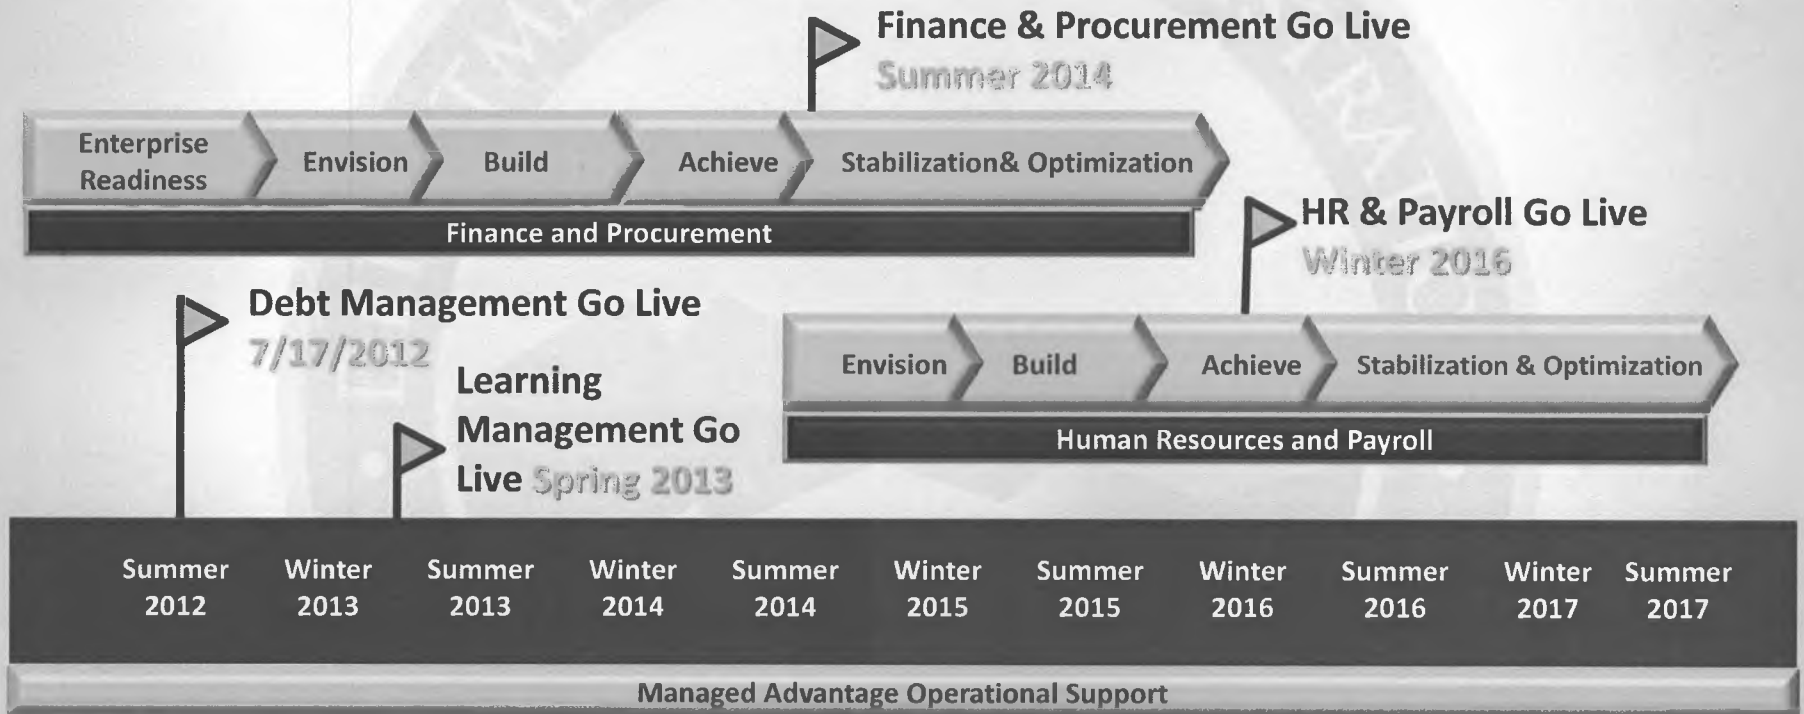 Finance & Procurement Go Live
Summer 2014
Enterprise
Readiness
Envision
Build
Achieve
Stabilization& Optimization
Finance and Procurement
HR & Payroll Go Live
Winter 2016
Debt Management Go Live
7/17/2012
Learning
Management Go
Live Spring 2013
Envision
Build
Achieve
Stabilization & Optimization
Human Resources and Payroll
Summer
2012
Winter
2013
Summer
2013
Winter
2014
Summer
2014
Winter
2015
Summer
2015
Winter
2016
Summer
2016
Winter
2017
Summer
2017
Managed Advantage Operational Support